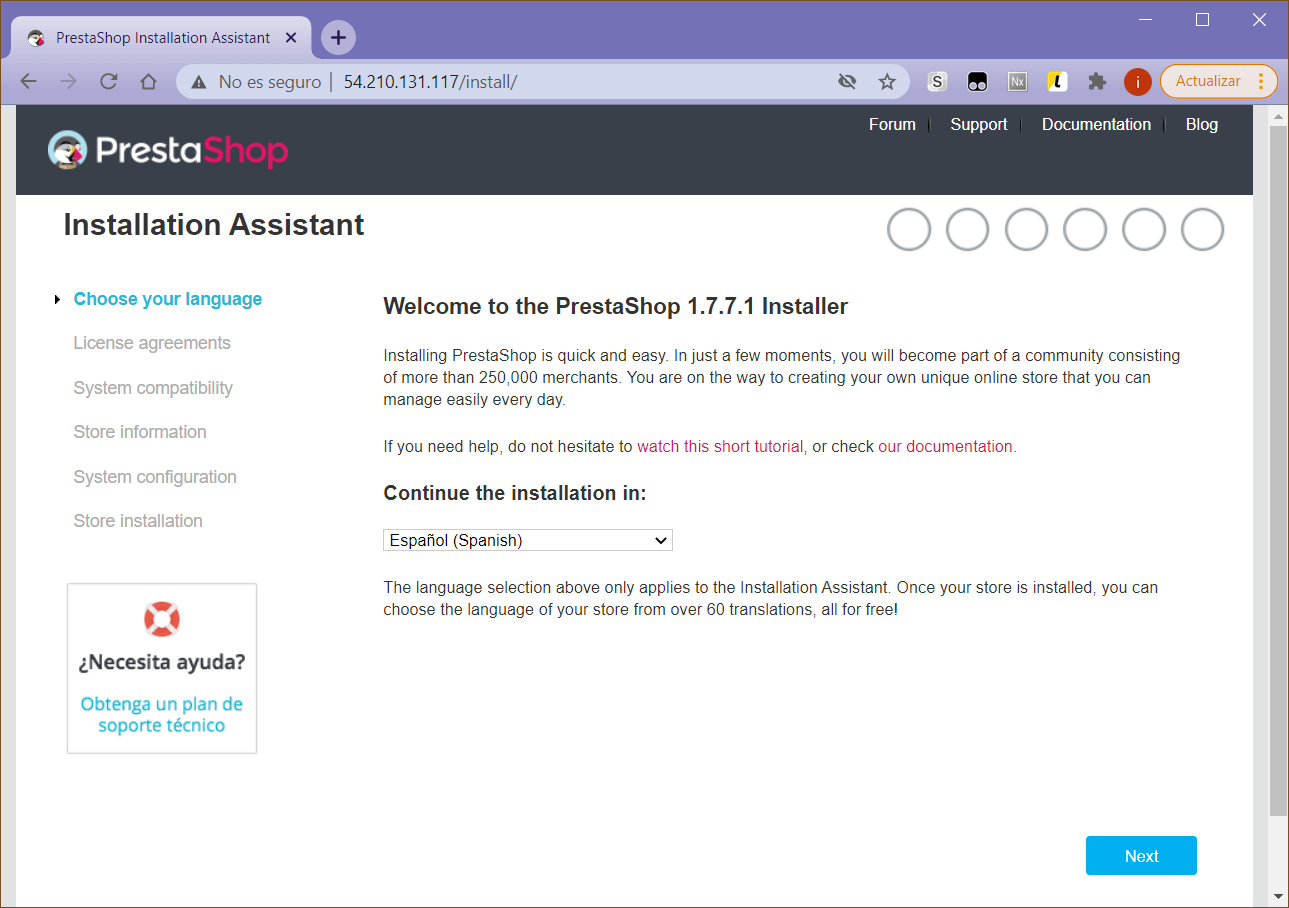 PrestaShop Installation Assistant
No es seguro | 54.210.131.117/install/
S
Nx
i
Actualizar
PrestaShop
Forum
Support
Documentation
Blog
Installation Assistant
Choose your language
License agreements
System compatibility
Store information
System configuration
Store installation
¿Necesita ayuda?
Obtenga un plan de
soporte técnico
Welcome to the PrestaShop 1.7.7.1 Installer
Installing PrestaShop is quick and easy. In just a few moments, you will become part of a community consisting
of more than 250,000 merchants. You are on the way to creating your own unique online store that you can
manage easily every day.
If you need help, do not hesitate to watch this short tutorial, or check our documentation.
Continue the installation in:
Español (Spanish)
The language selection above only applies to the Installation Assistant. Once your store is installed, you can
choose the language of your store from over 60 translations, all for free!
Next